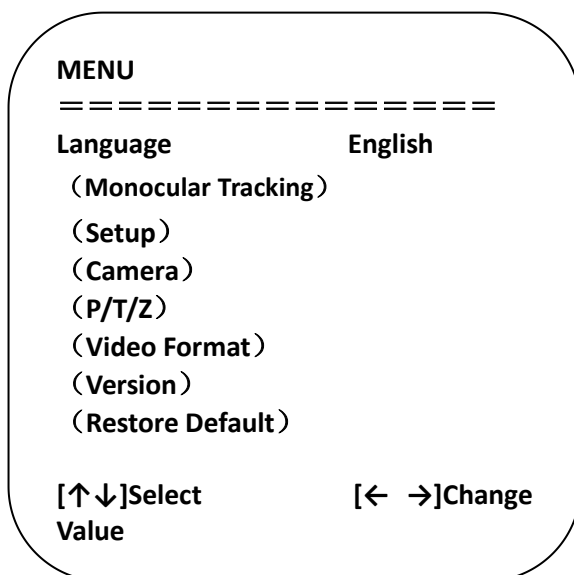 MENU
===============
Language English
（Monocular Tracking）
（Setup）
（Camera）
（P/T/Z）
（Video Format）
（Version）
（Restore Default）
[↑↓]Select [← →]Change
Value